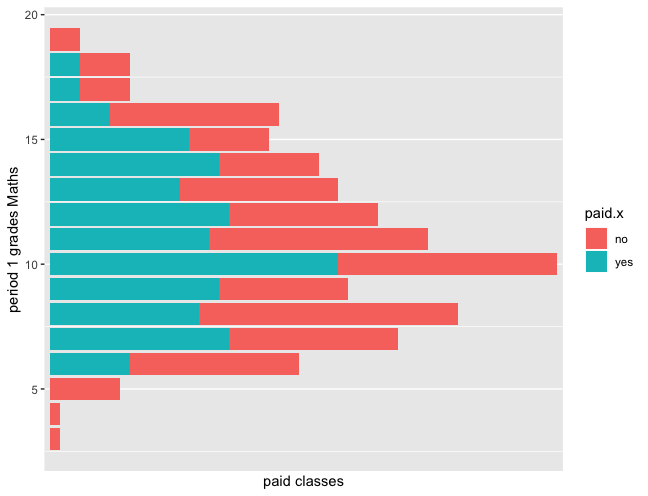 20
15
10
5
period 1 grades Maths
paid classes
paid.x
no
yes